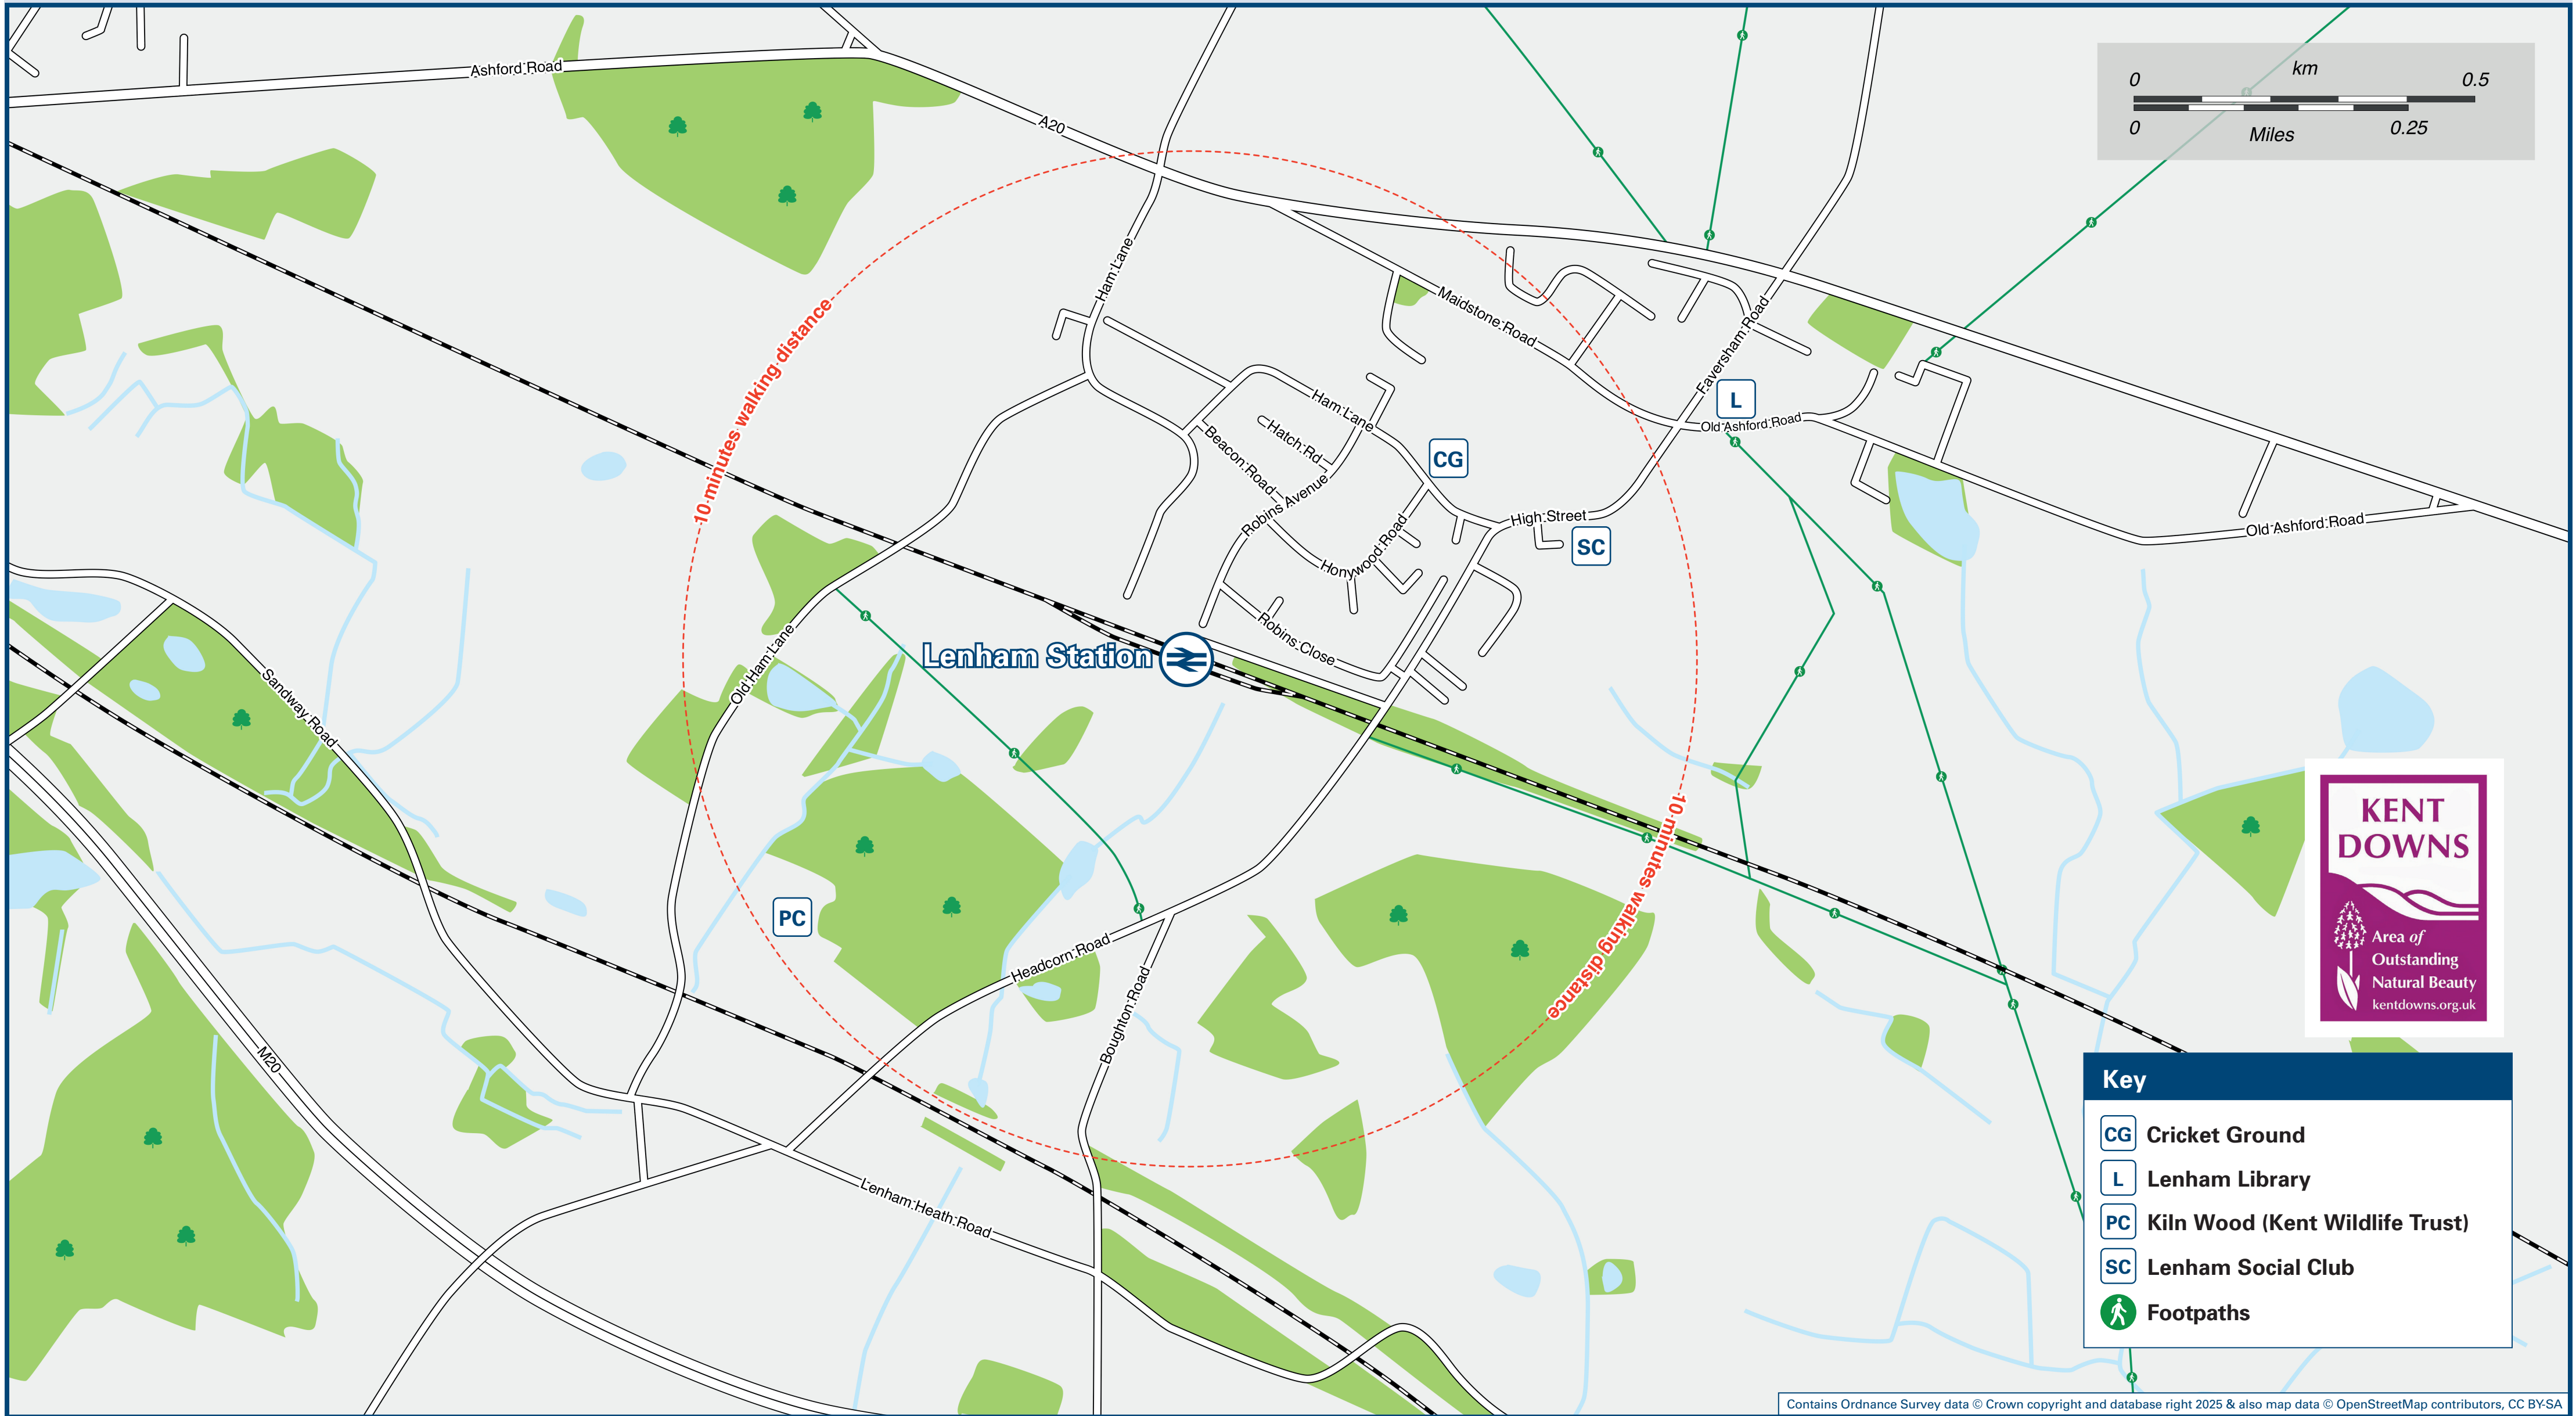 Ashford Road
A20
0 km 0.5
0 Miles 0.25
Ham Lane
10 minutes walking distance
Maidstone Road
Faversham Road
L
Old Ashford Road
Ham Lane
Hatch Rd
Beacon Road
CG
Robins Avenue
High Street
SC
Old Ashford Road
Honywood Road
Robins Close
Lenham Station
Old Ham Lane
Sandway Road
10 minutes walking distance
PC
Headcorn Road
Boughton Road
M20
Lenham Heath Road
KENT
DOWNS
Area of
Outstanding
Natural Beauty
kentdowns.org.uk
Key
CG Cricket Ground
L Lenham Library
PC Kiln Wood (Kent Wildlife Trust)
SC Lenham Social Club
Footpaths
Contains Ordnance Survey data © Crown copyright and database right 2025 & also map data © OpenStreetMap contributors, CC BY-SA